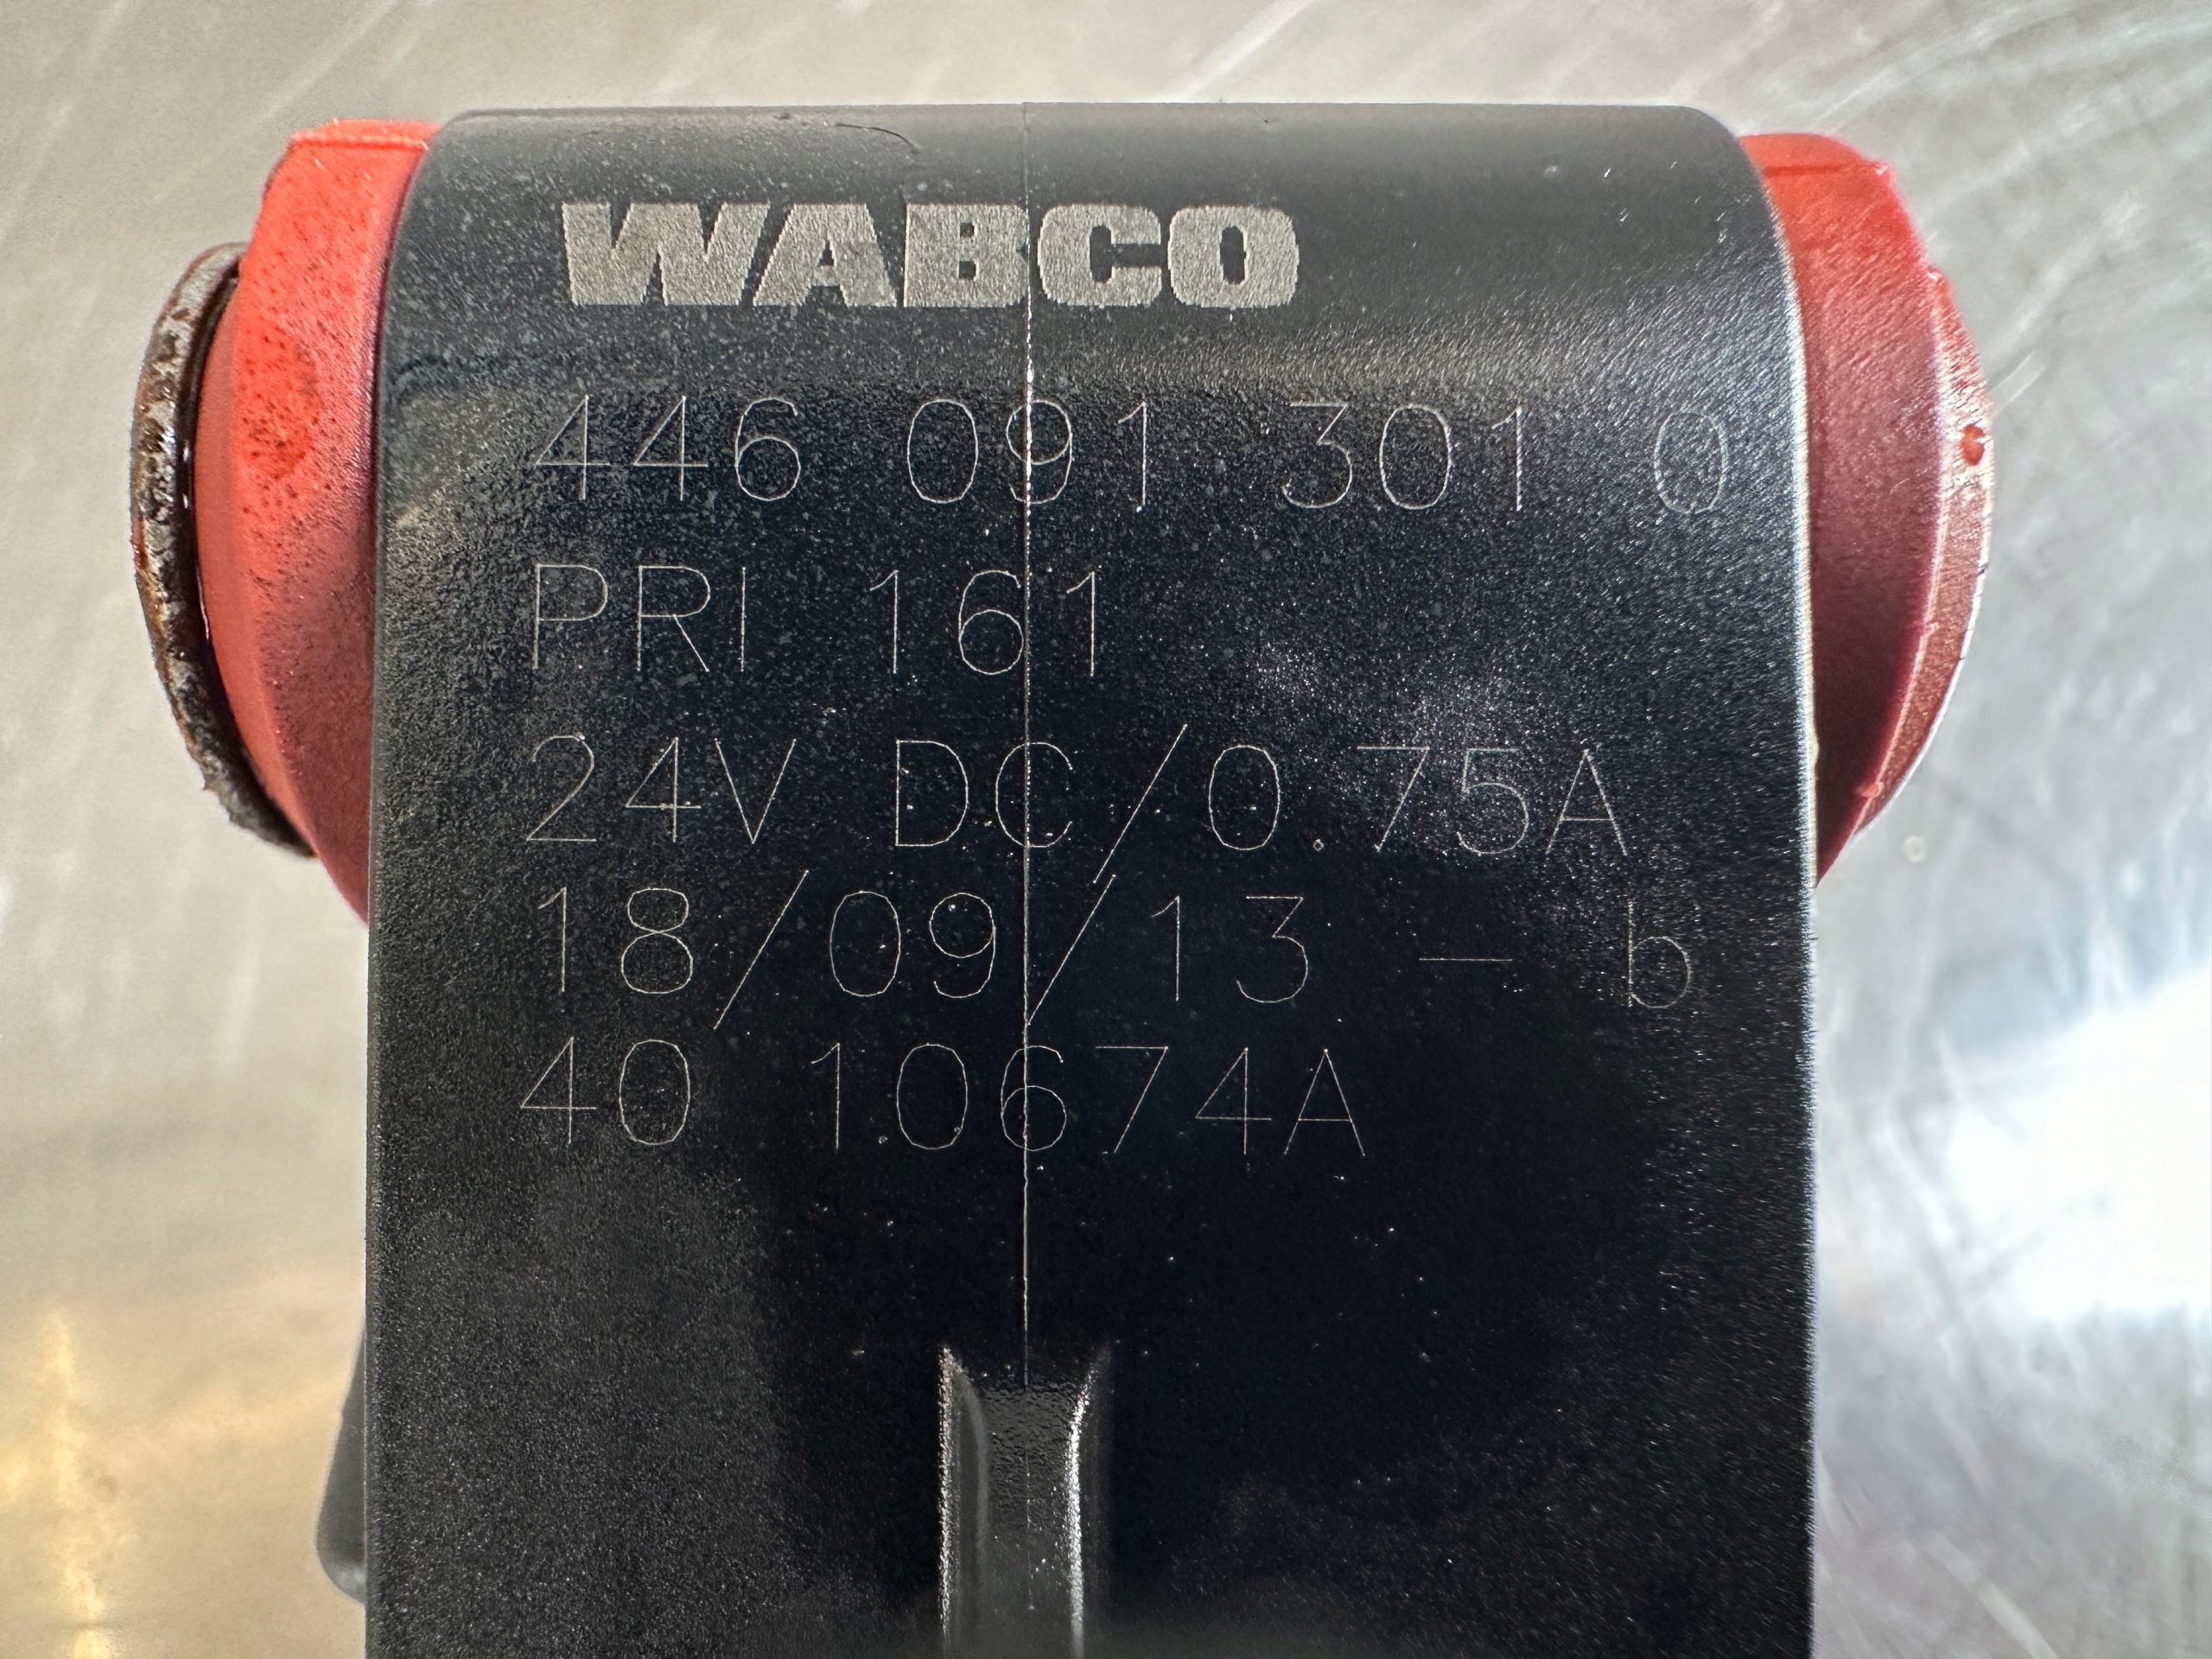 WABCO
446 091 301 0
PRI 161
24V DC/0.75A
18/09/13 - b
40 10674A